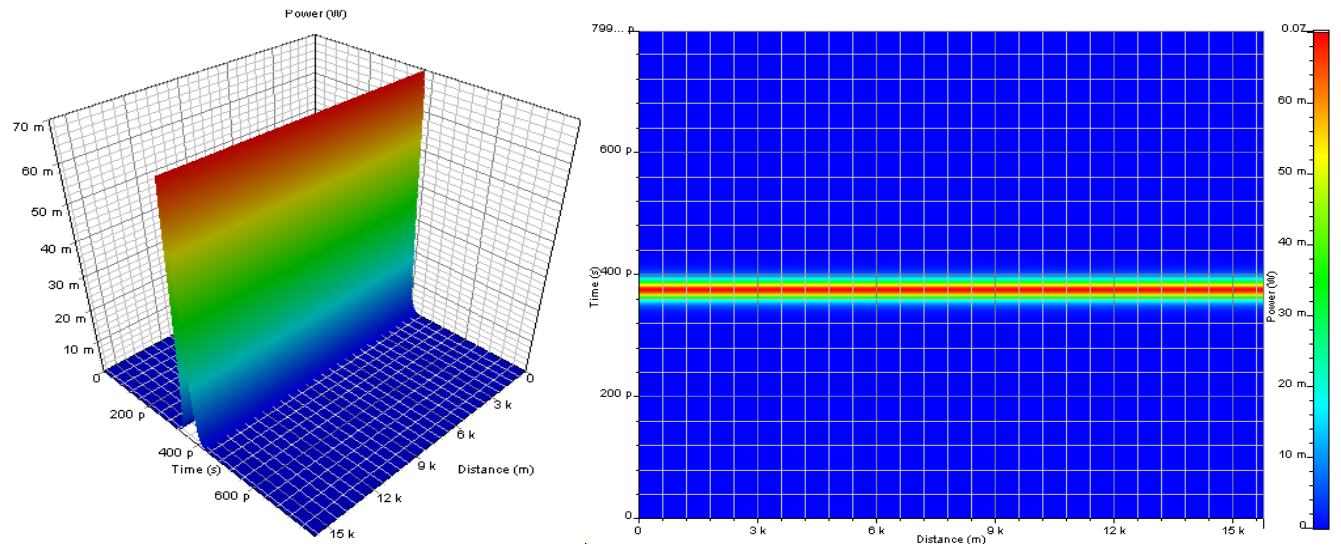 Power (W)
70 m
60 m
50 m
40 m
30 m
20 m
10 m
0
200 p
400 p
Time (s)
600 p
0
3 k
6 k
9 k
Distance (m)
12 k
15 k
799... p
600 p
400 p
Time (s)
200 p
0
0
3 k
6 k
9 k
12 k
15 k
Distance (m)
0.07
60 m
50 m
40 m
30 m
Power (W)
20 m
10 m
0